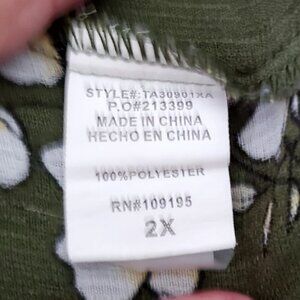 STYLE#:TA30901XA
P.O#213399
MADE IN CHINA
HECHO EN CHINA
100%POLYESTER
RN#109195
2X